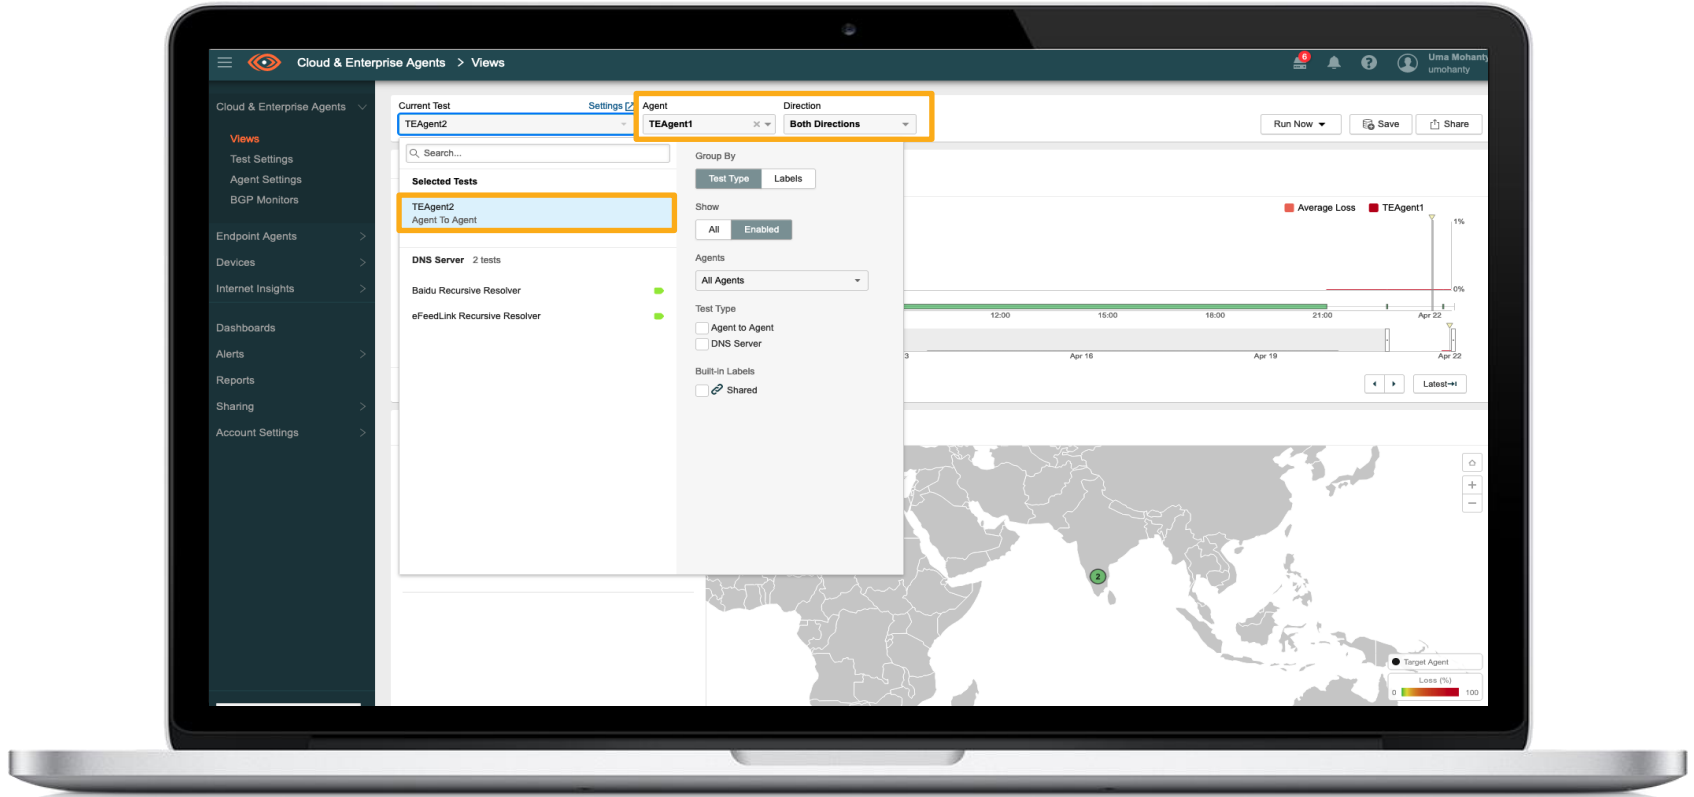 Cloud & Enterprise Agents > Views
6
Uma Mohanty
umohanty
Cloud & Enterprise Agents
Views
Test Settings
Agent Settings
BGP Monitors
Endpoint Agents
Devices
Internet Insights
Dashboards
Alerts
Reports
Sharing
Account Settings
Current Test
Settings
Agent
Direction
TEAgent2
TEAgent1
Both Directions
Run Now
Save
Share
Search...
Selected Tests
TEAgent2
Agent To Agent
DNS Server 2 tests
Baidu Recursive Resolver
eFeedLink Recursive Resolver
Group By
Test Type
Labels
Show
All
Enabled
Agents
All Agents
Test Type
Agent to Agent
DNS Server
Built-in Labels
Shared
Average Loss
TEAgent1
1%
0%
12:00
15:00
18:00
21:00
Apr 22
3
Apr 16
Apr 19
Apr 22
Latest
2
Target Agent
Loss (%)
0
100